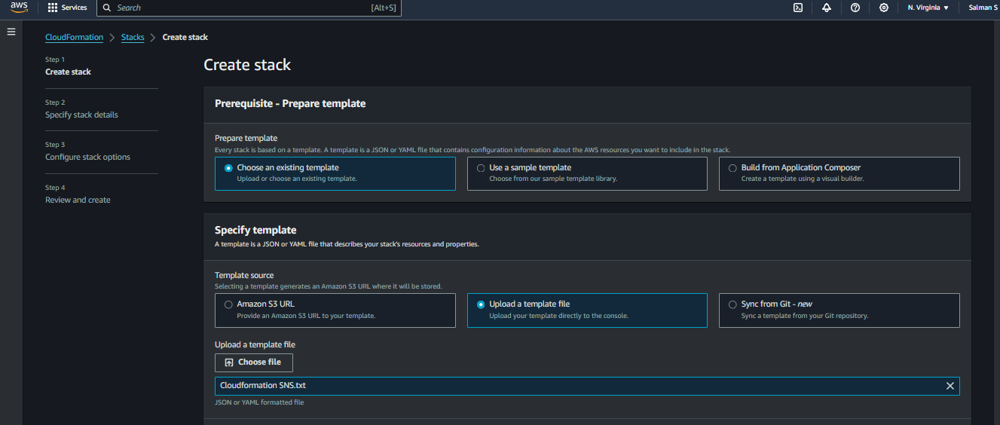 aws
Services
Search
[Alt+S]
N. Virginia
Salman S
CloudFormation
Stacks
Create stack
Step 1
Create stack
Step 2
Specify stack details
Step 3
Configure stack options
Step 4
Review and create
Create stack
Prerequisite - Prepare template
Prepare template
Every stack is based on a template. A template is a JSON or YAML file that contains configuration information about the AWS resources you want to include in the stack.
Choose an existing template
Upload or choose an existing template.
Use a sample template
Choose from our sample template library.
Build from Application Composer
Create a template using a visual builder.
Specify template
A template is a JSON or YAML file that describes your stack's resources and properties.
Template source
Selecting a template generates an Amazon S3 URL where it will be stored.
Amazon S3 URL
Provide an Amazon S3 URL to your template.
Upload a template file
Upload your template directly to the console.
Sync from Git - new
Sync a template from your Git repository.
Upload a template file
Choose file
Cloudformation SNS.txt
JSON or YAML formatted file